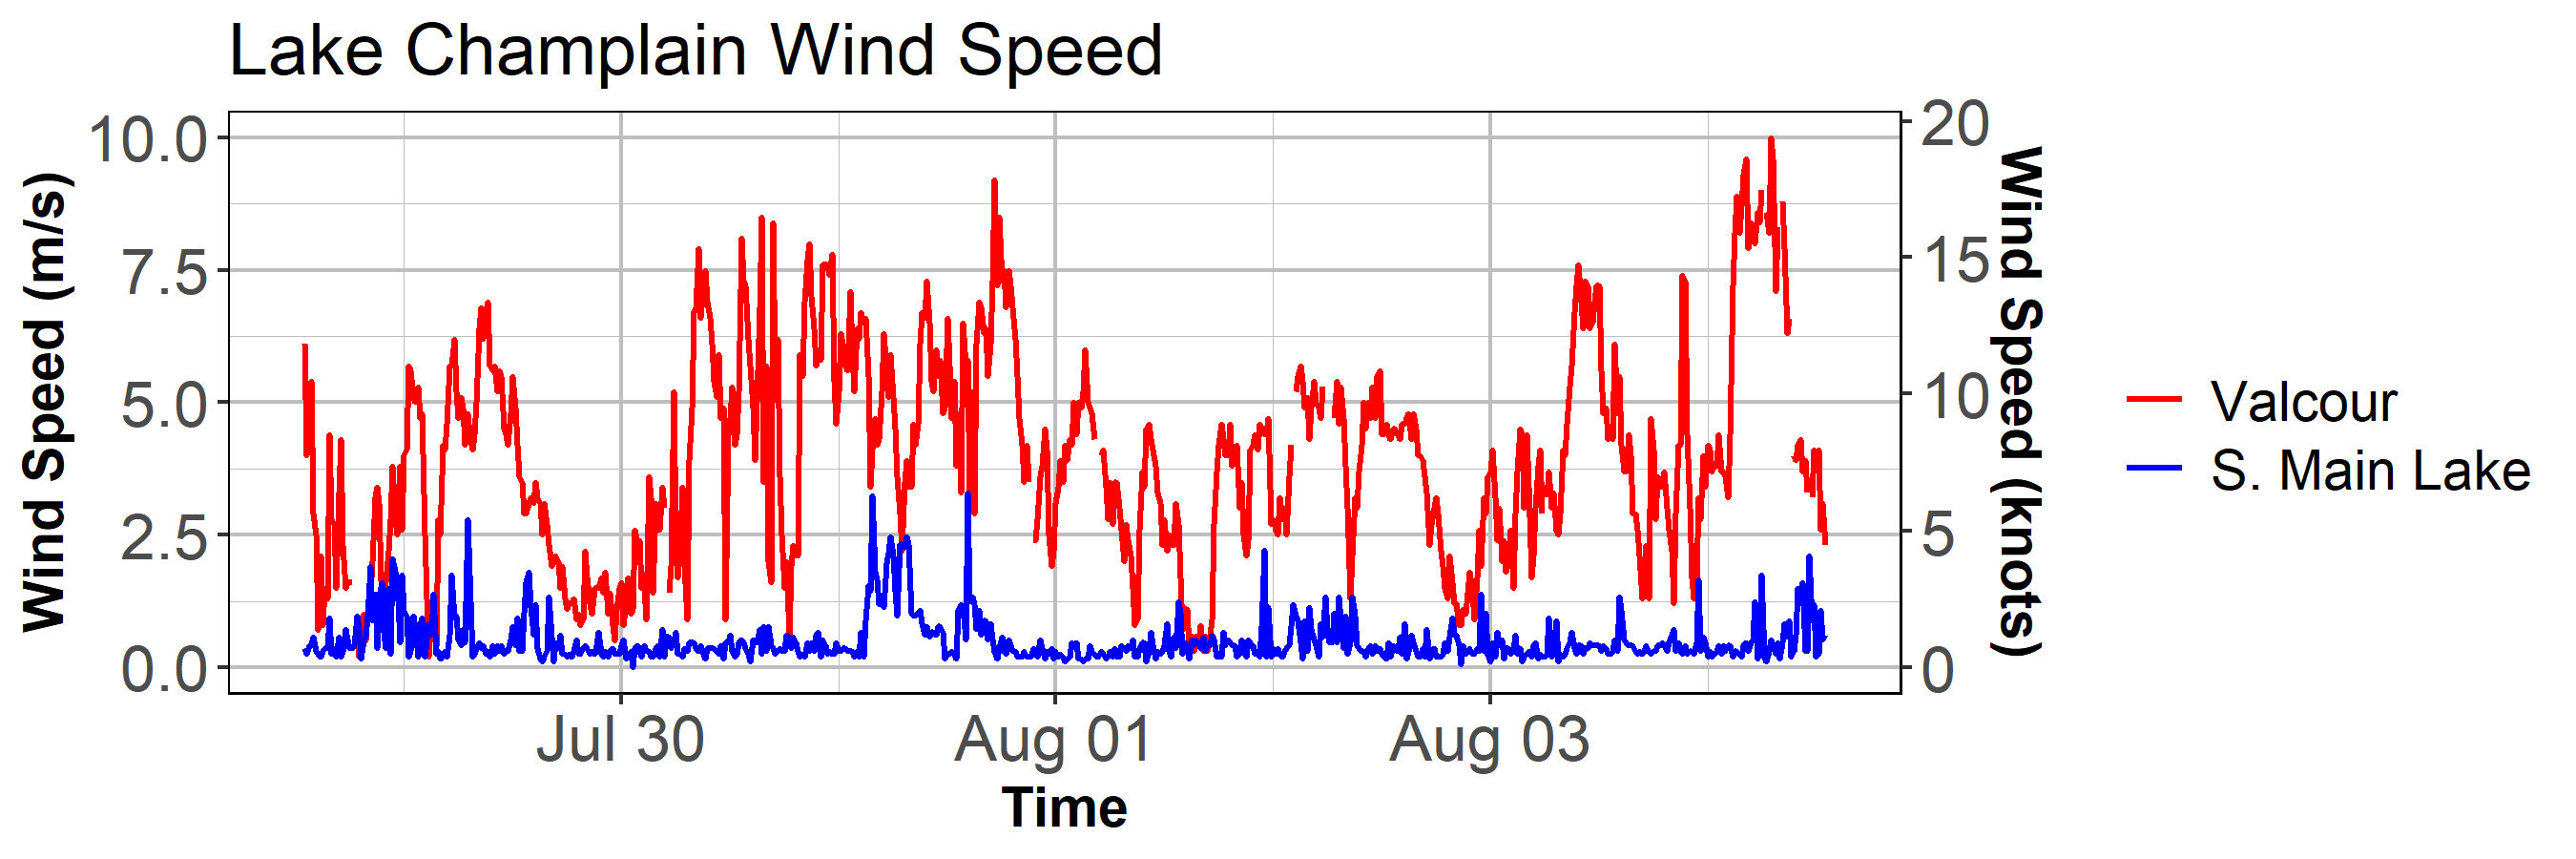 Lake Champlain Wind Speed
Wind Speed (m/s)
10.0
7.5
5.0
2.5
0.0
20
15
10
5
0
Wind Speed (knots)
Jul 30
Aug 01
Aug 03
Time
Valcour
S. Main Lake